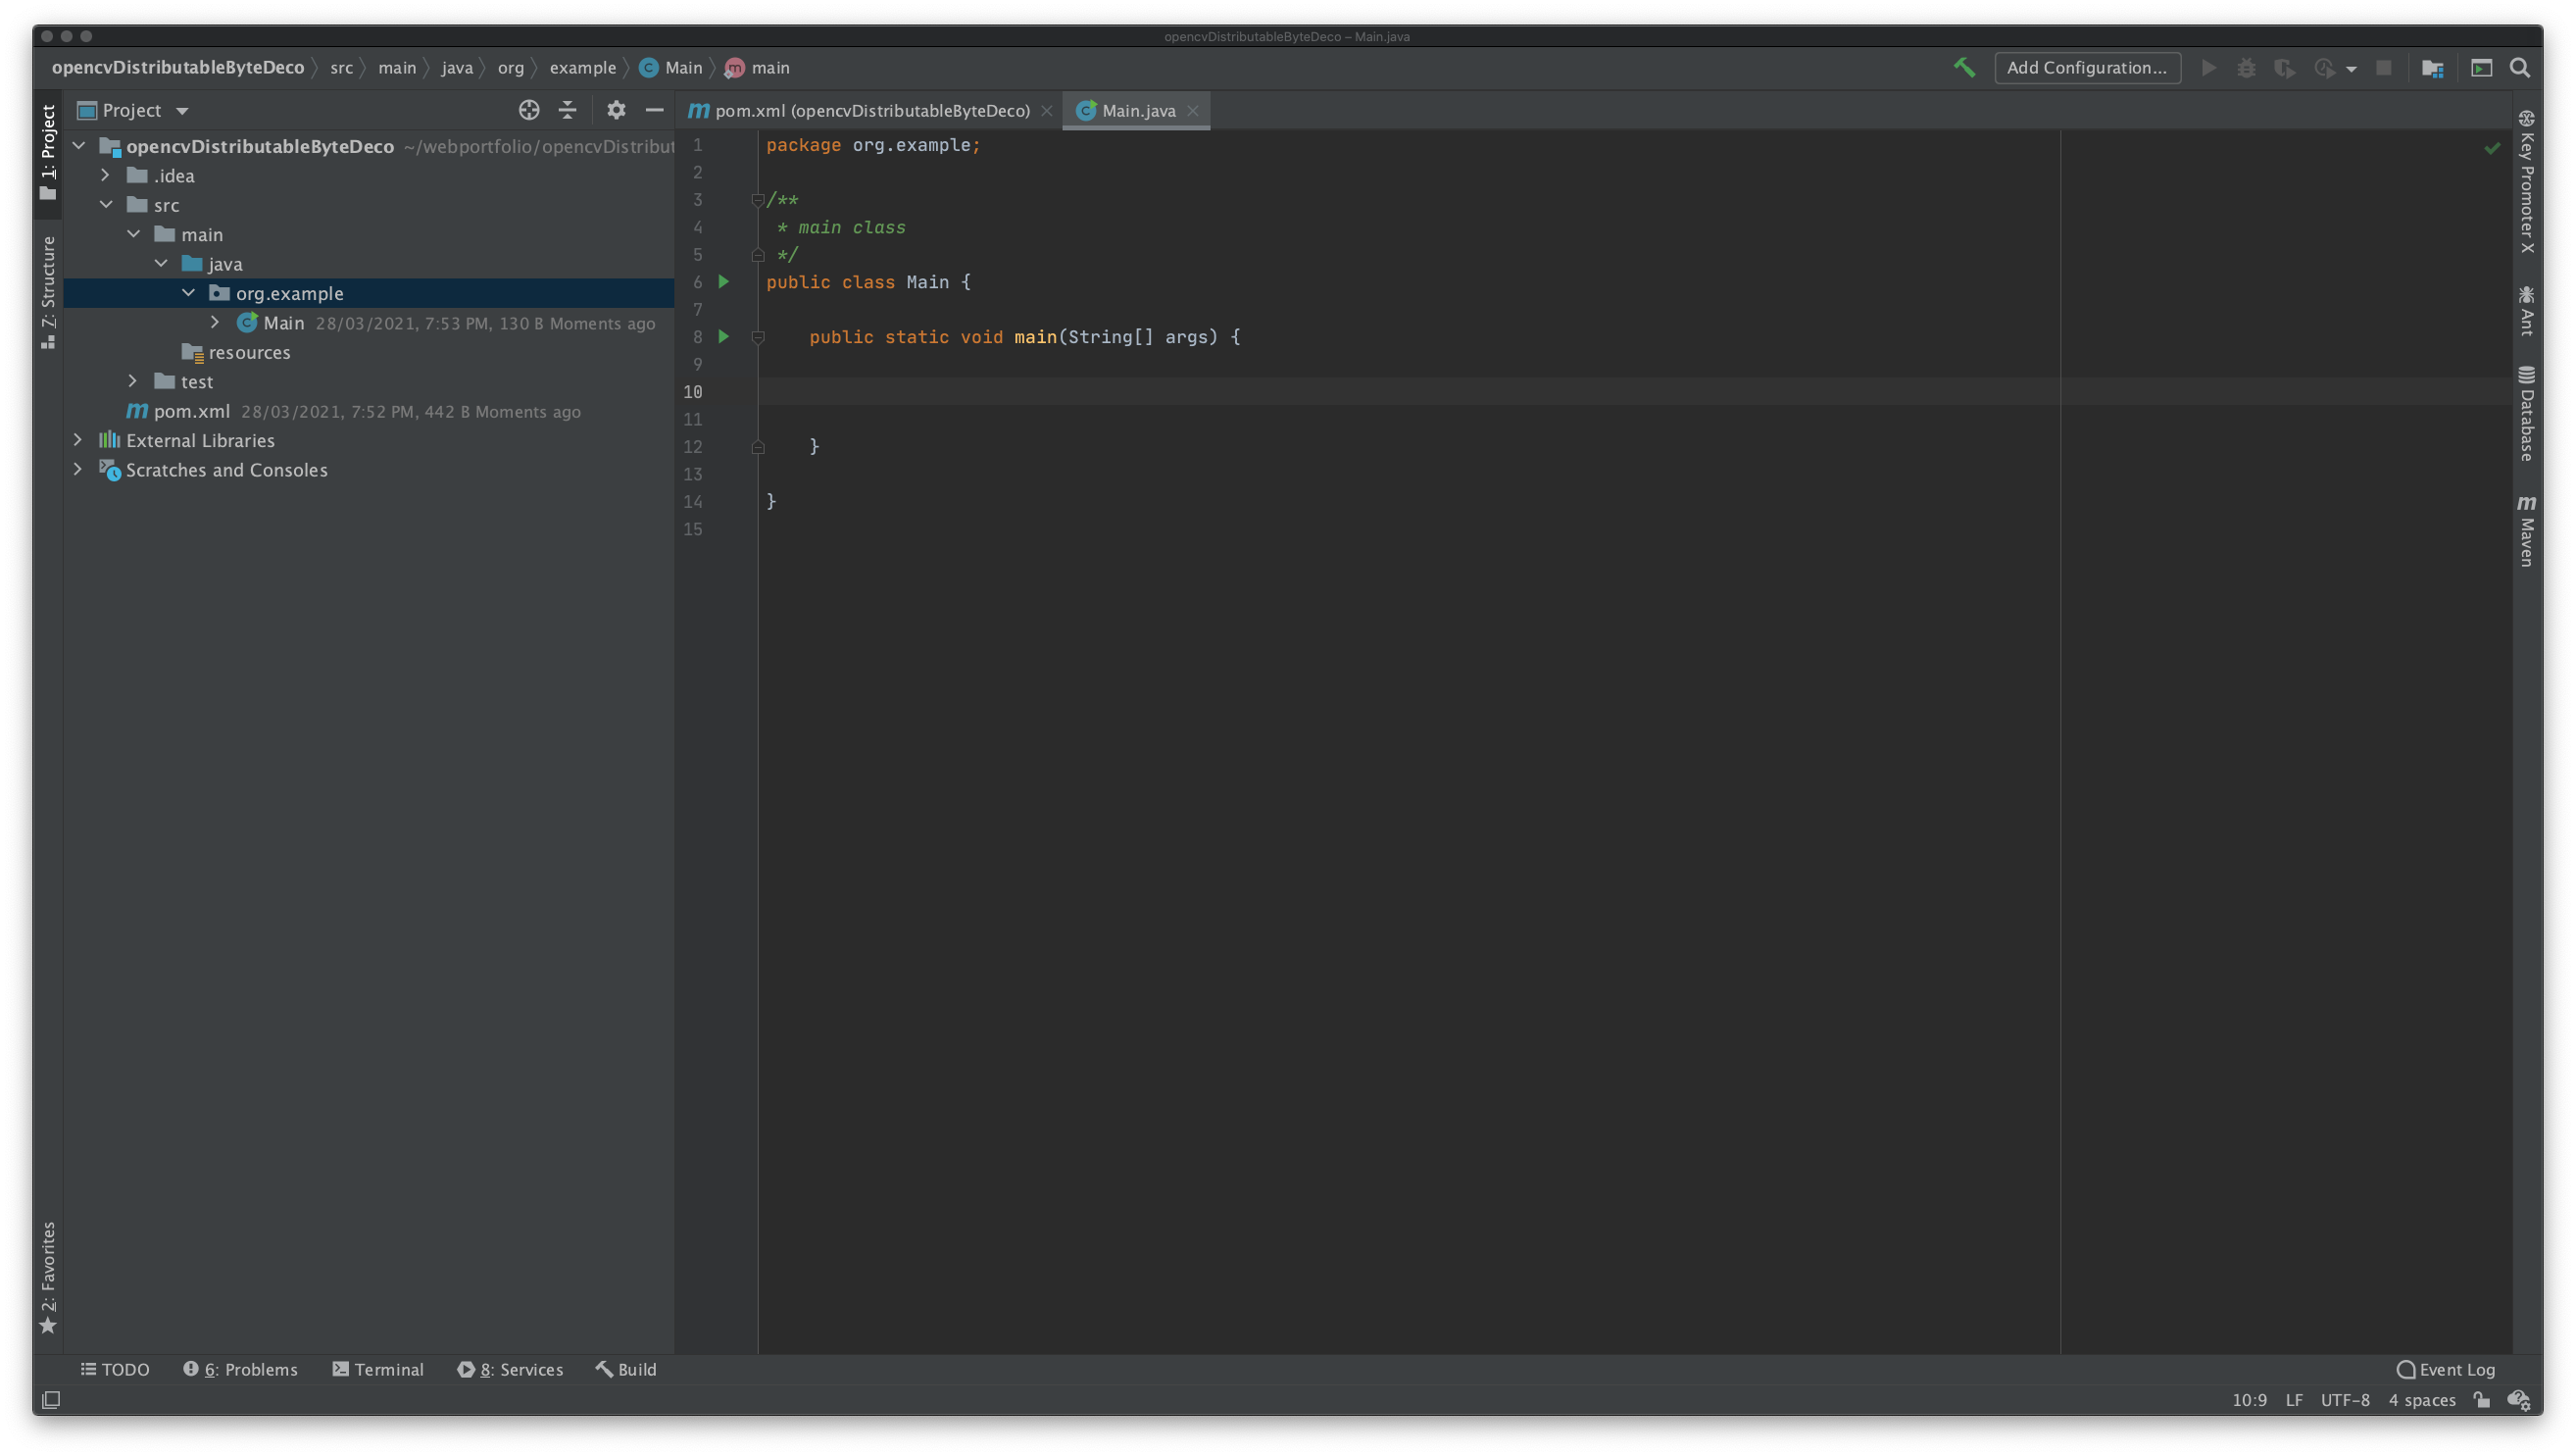 opencvDistributableByteDeco – Main.java
opencvDistributableByteDeco src main java org example Main main
Add Configuration...
Project
pom.xml (opencvDistributableByteDeco) Main.java
1: Project
Z: Structure
2: Favorites
opencvDistributableByteDeco ~/webportfolio/opencvDistribut
.idea
src
main
java
org.example
Main 28/03/2021, 7:53 PM, 130 B Moments ago
resources
test
pom.xml 28/03/2021, 7:52 PM, 442 B Moments ago
External Libraries
Scratches and Consoles
1 package org.example;
2
3 /**
4 * main class
5 */
6 public class Main {
7
8 public static void main(String[] args) {
9
10
11
12 }
13
14 }
15
Key Promoter X
Ant
Database
Maven
TODO 6: Problems Terminal 8: Services Build Event Log
10:9 LF UTF-8 4 spaces